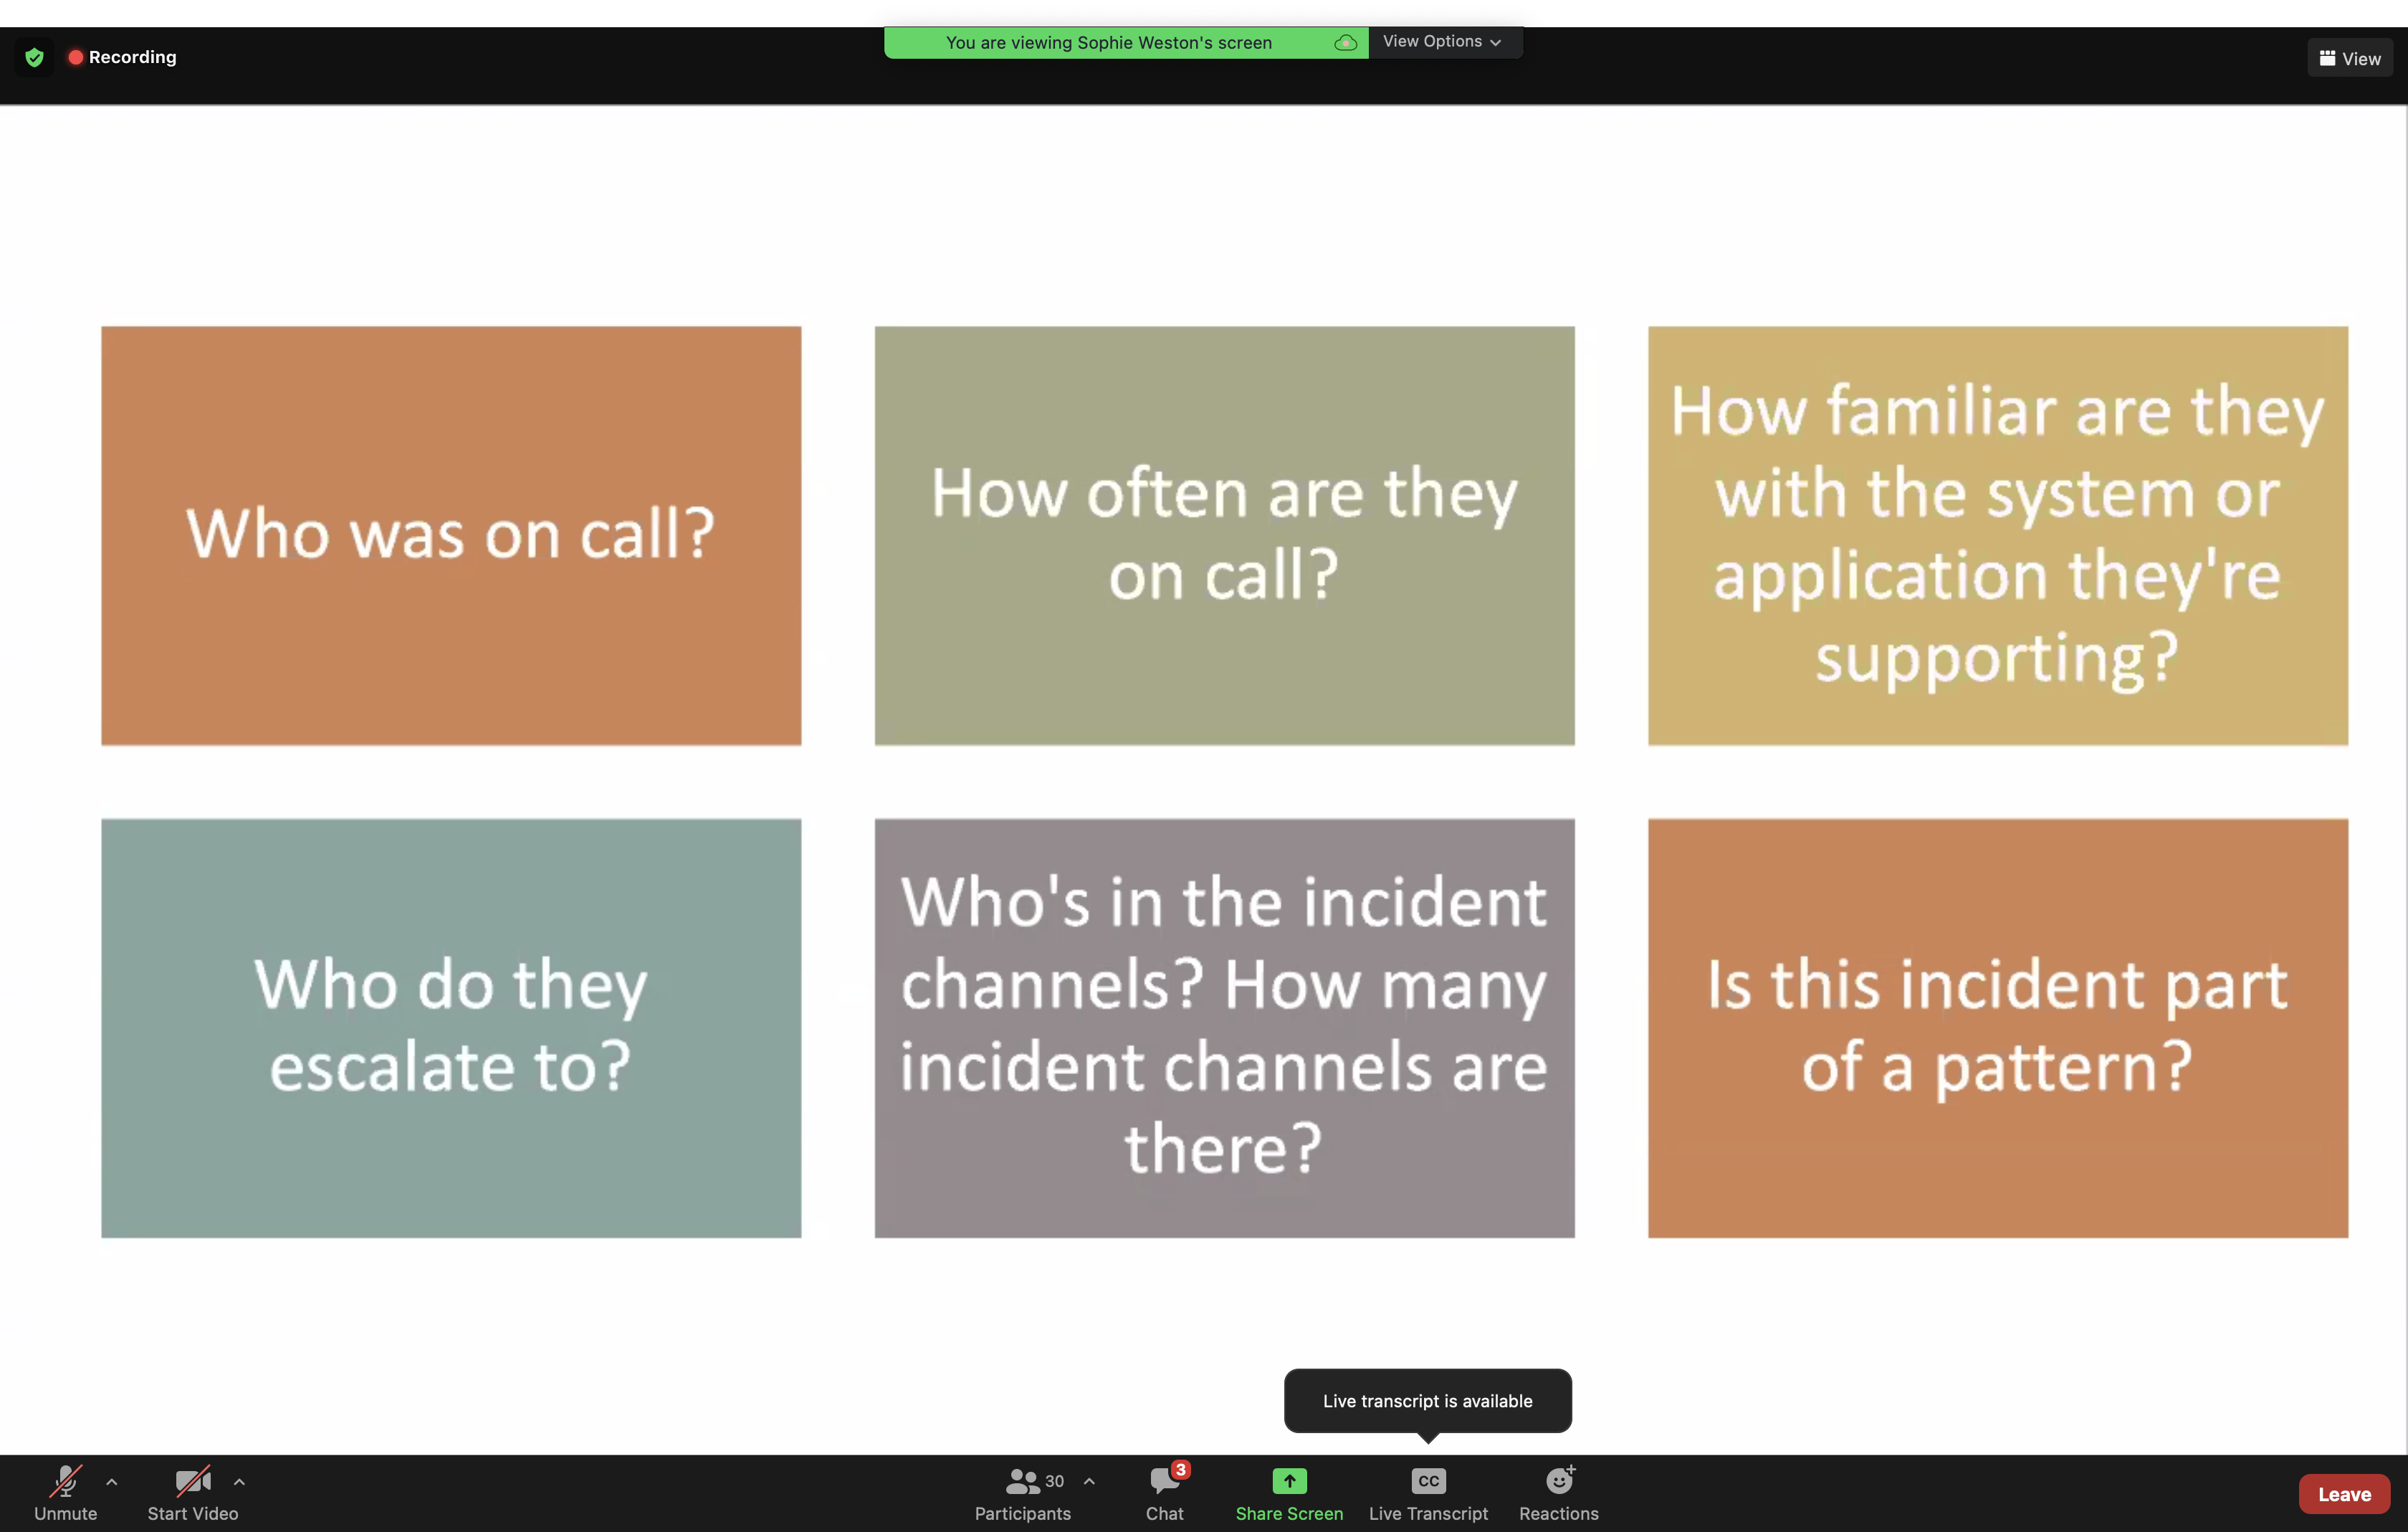 You are viewing Sophie Weston's screen
View Options
Recording
View
Who was on call?
How often are they
on call?
How familiar are they
with the system or
application they're
supporting?
Who do they
escalate to?
Who's in the incident
channels? How many
incident channels are
there?
Is this incident part
of a pattern?
Live transcript is available
Unmute
Start Video
30
Participants
3
Chat
Share Screen
CC
Live Transcript
Reactions
Leave